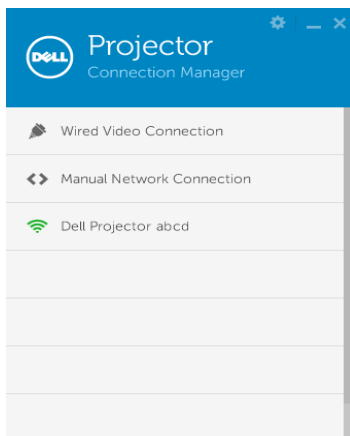 DELL
Projector
Connection Manager
Wired Video Connection
Manual Network Connection
Dell Projector abcd